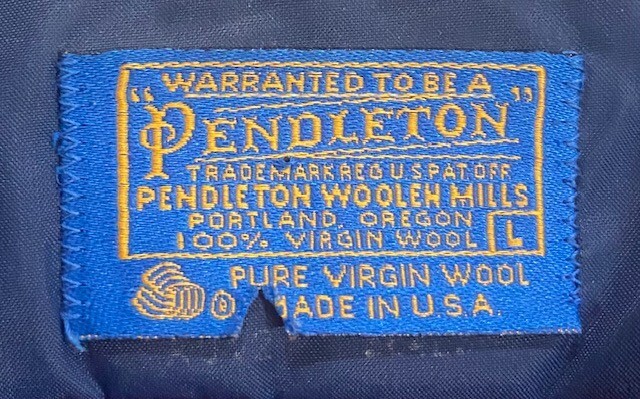 WARRANTED TO BE A
"PENDLETON"
TRADEMARK REG U S PAT OFF
PENDLETON WOOLEN MILLS
PORTLAND, OREGON
100% VIRGIN WOOL L
PURE VIRGIN WOOL
® MADE IN U.S.A.